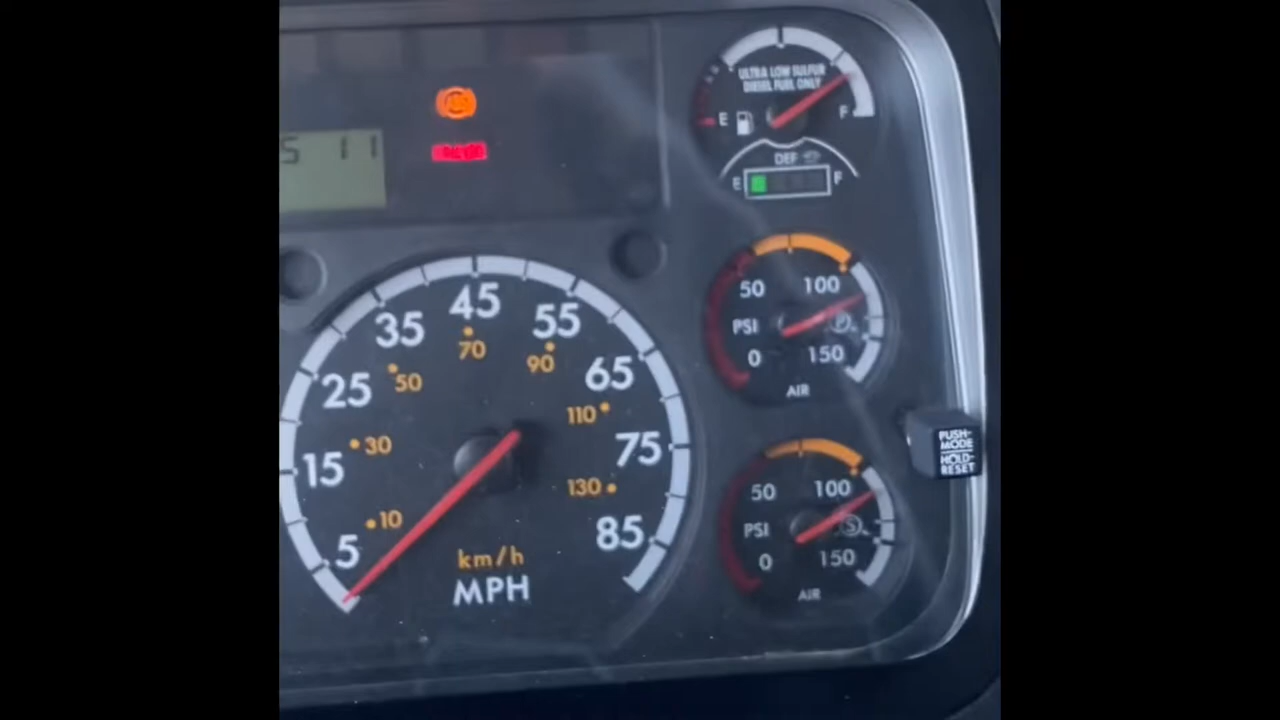 ULTRA LOW SULFUR
DIESEL FUEL ONLY
E
F
DEF
E
F
ABS
50
100
PSI
P
0
150
AIR
5
15
25
35
45
55
65
75
85
10
30
50
70
90
110
130
km/h
MPH
50
100
PSI
S
0
150
AIR
PUSH-
MODE
HOLD-
RESET